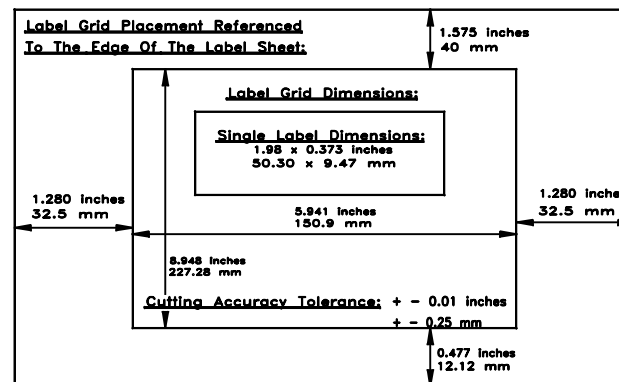 Label Grid Placement Referenced
To The Edge Of The Label Sheet:
1.575 inches
40 mm
Label Grid Dimensions:
Single Label Dimensions:
1.98 x 0.373 inches
50.30 x 9.47 mm
1.280 inches
32.5 mm
5.941 inches
150.9 mm
1.280 inches
32.5 mm
8.948 inches
227.28 mm
Cutting Accuracy Tolerance: + - 0.01 inches
+ - 0.25 mm
0.477 inches
12.12 mm